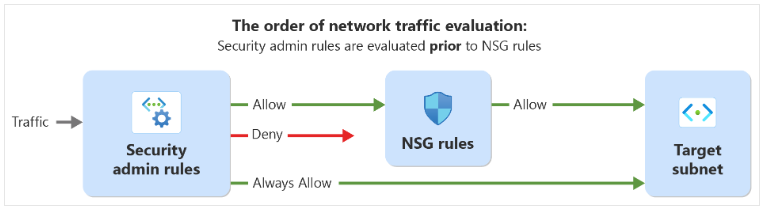 The order of network traffic evaluation:
Security admin rules are evaluated prior to NSG rules
Traffic
Security
admin rules
Allow
Deny
Always Allow
NSG rules
Allow
Target
subnet